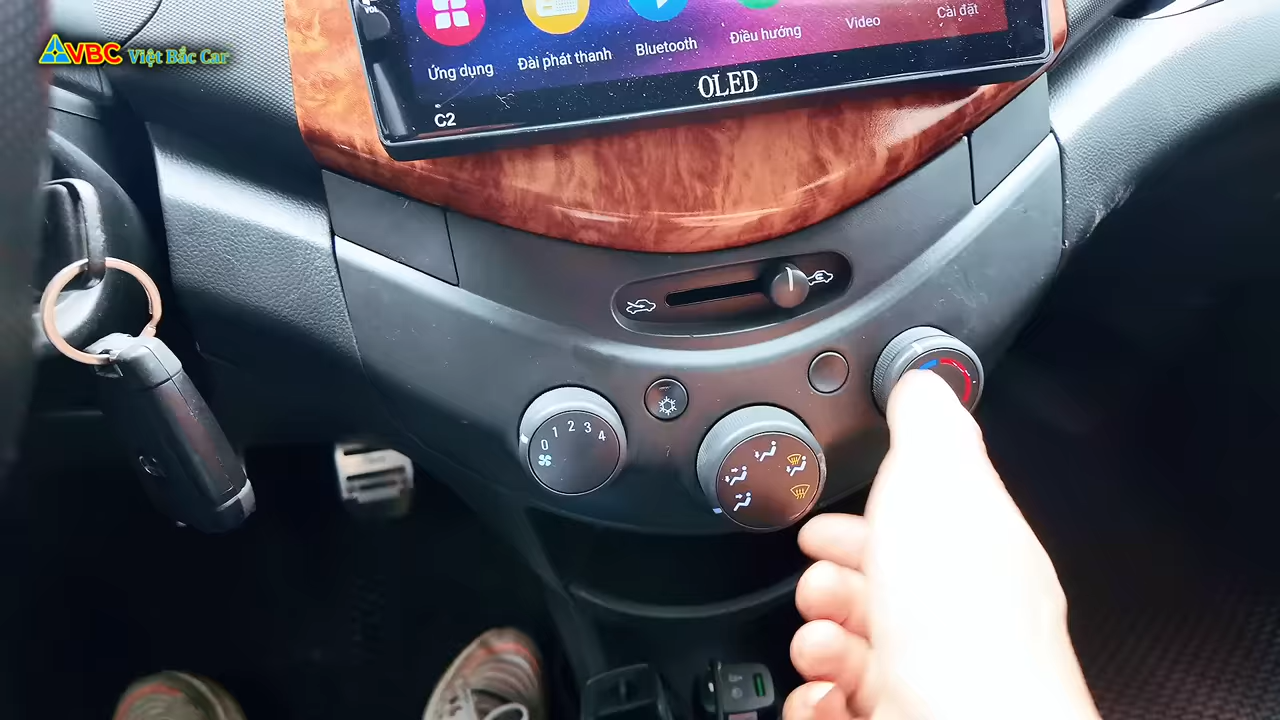 VBC Việt Bắc Car
VOL
Ứng dụng
Đài phát thanh
Bluetooth
Điều hướng
Video
Cài đặt
OLED
C2
0 1 2 3 4